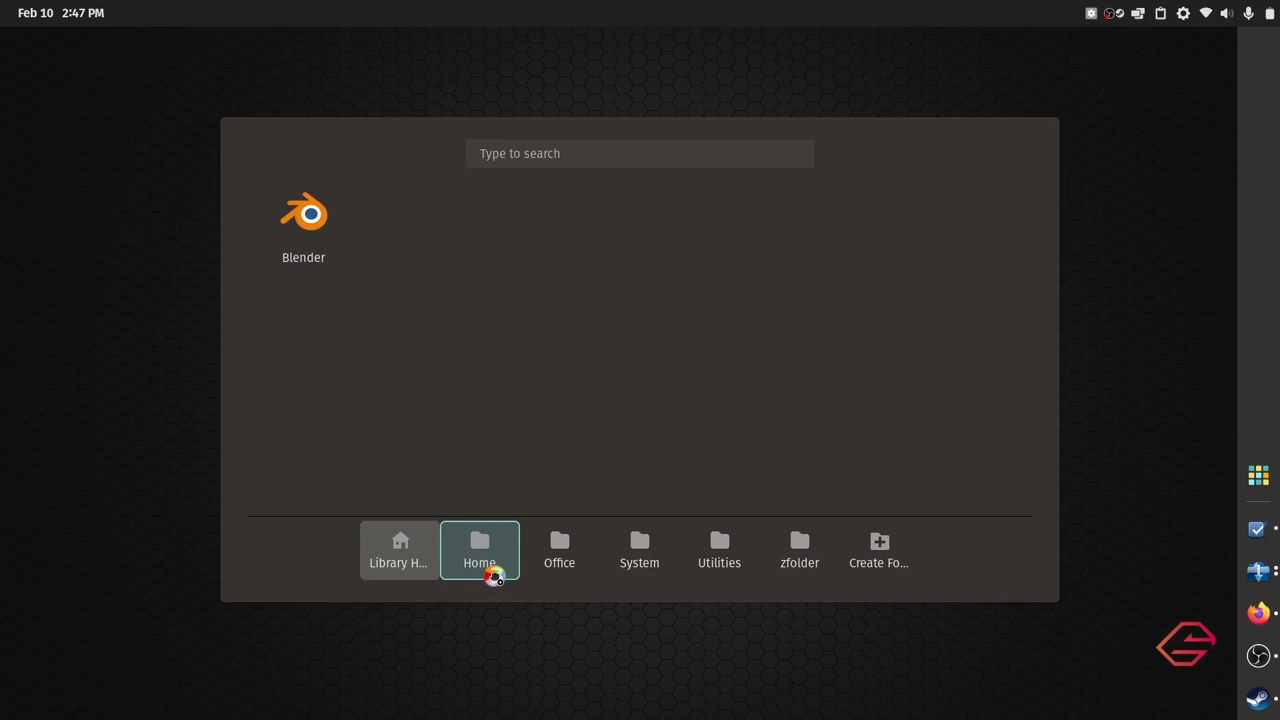 Feb 10 2:47 PM
Type to search
Blender
Library H...
Home
Office
System
Utilities
zfolder
Create Fo...